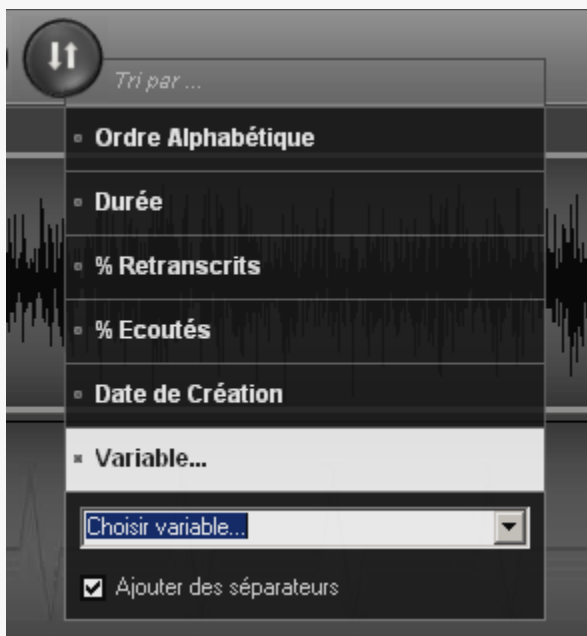 Tri par ...
Ordre Alphabétique
Durée
% Retranscrits
% Ecoutés
Date de Création
Variable...
Choisir variable...
Ajouter des séparateurs